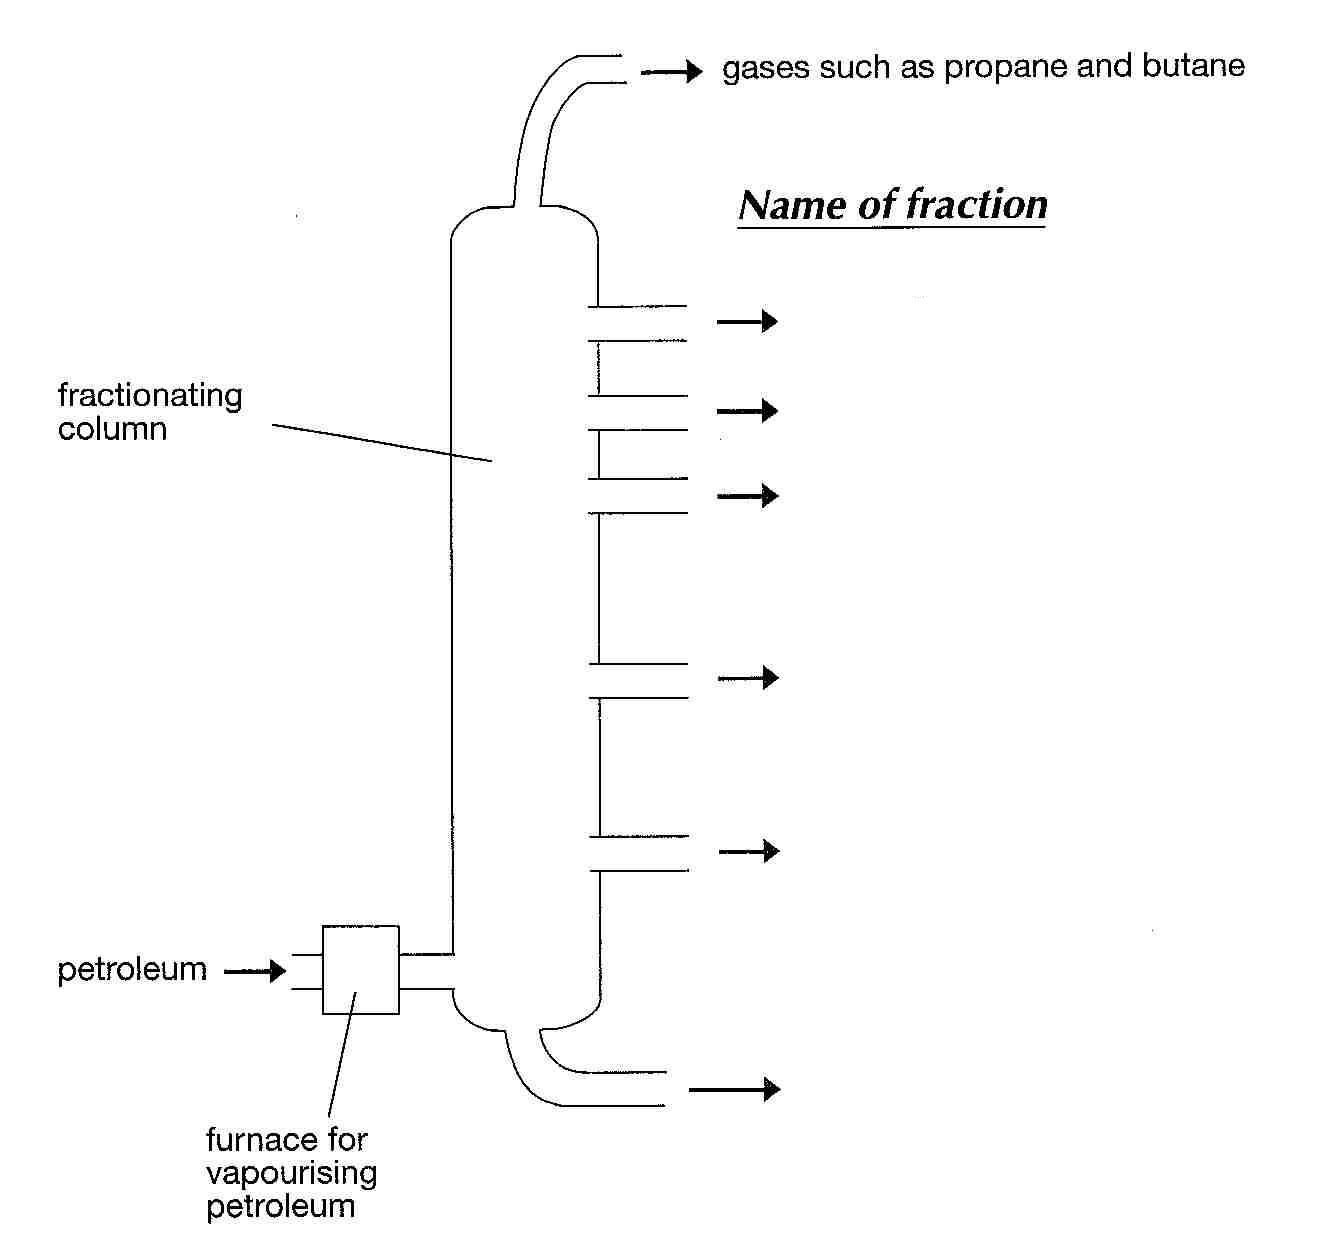 gases such as propane and butane
Name of fraction
fractionating
column
petroleum
furnace for
vapourising
petroleum